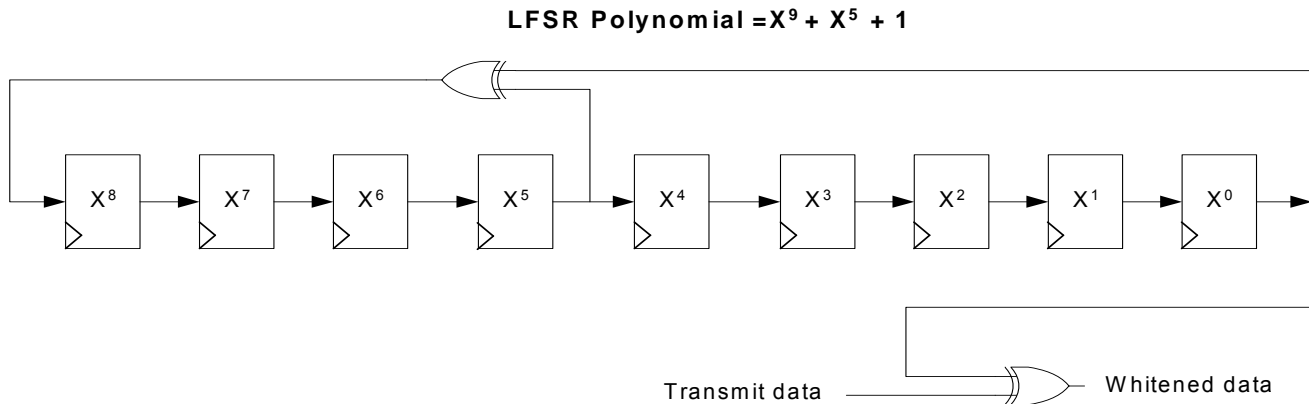 LFSR Polynomial =X⁹ + X⁵ + 1
X⁸ X⁷ X⁶ X⁵ X⁴ X³ X² X¹ X⁰
Transmit data
Whitened data